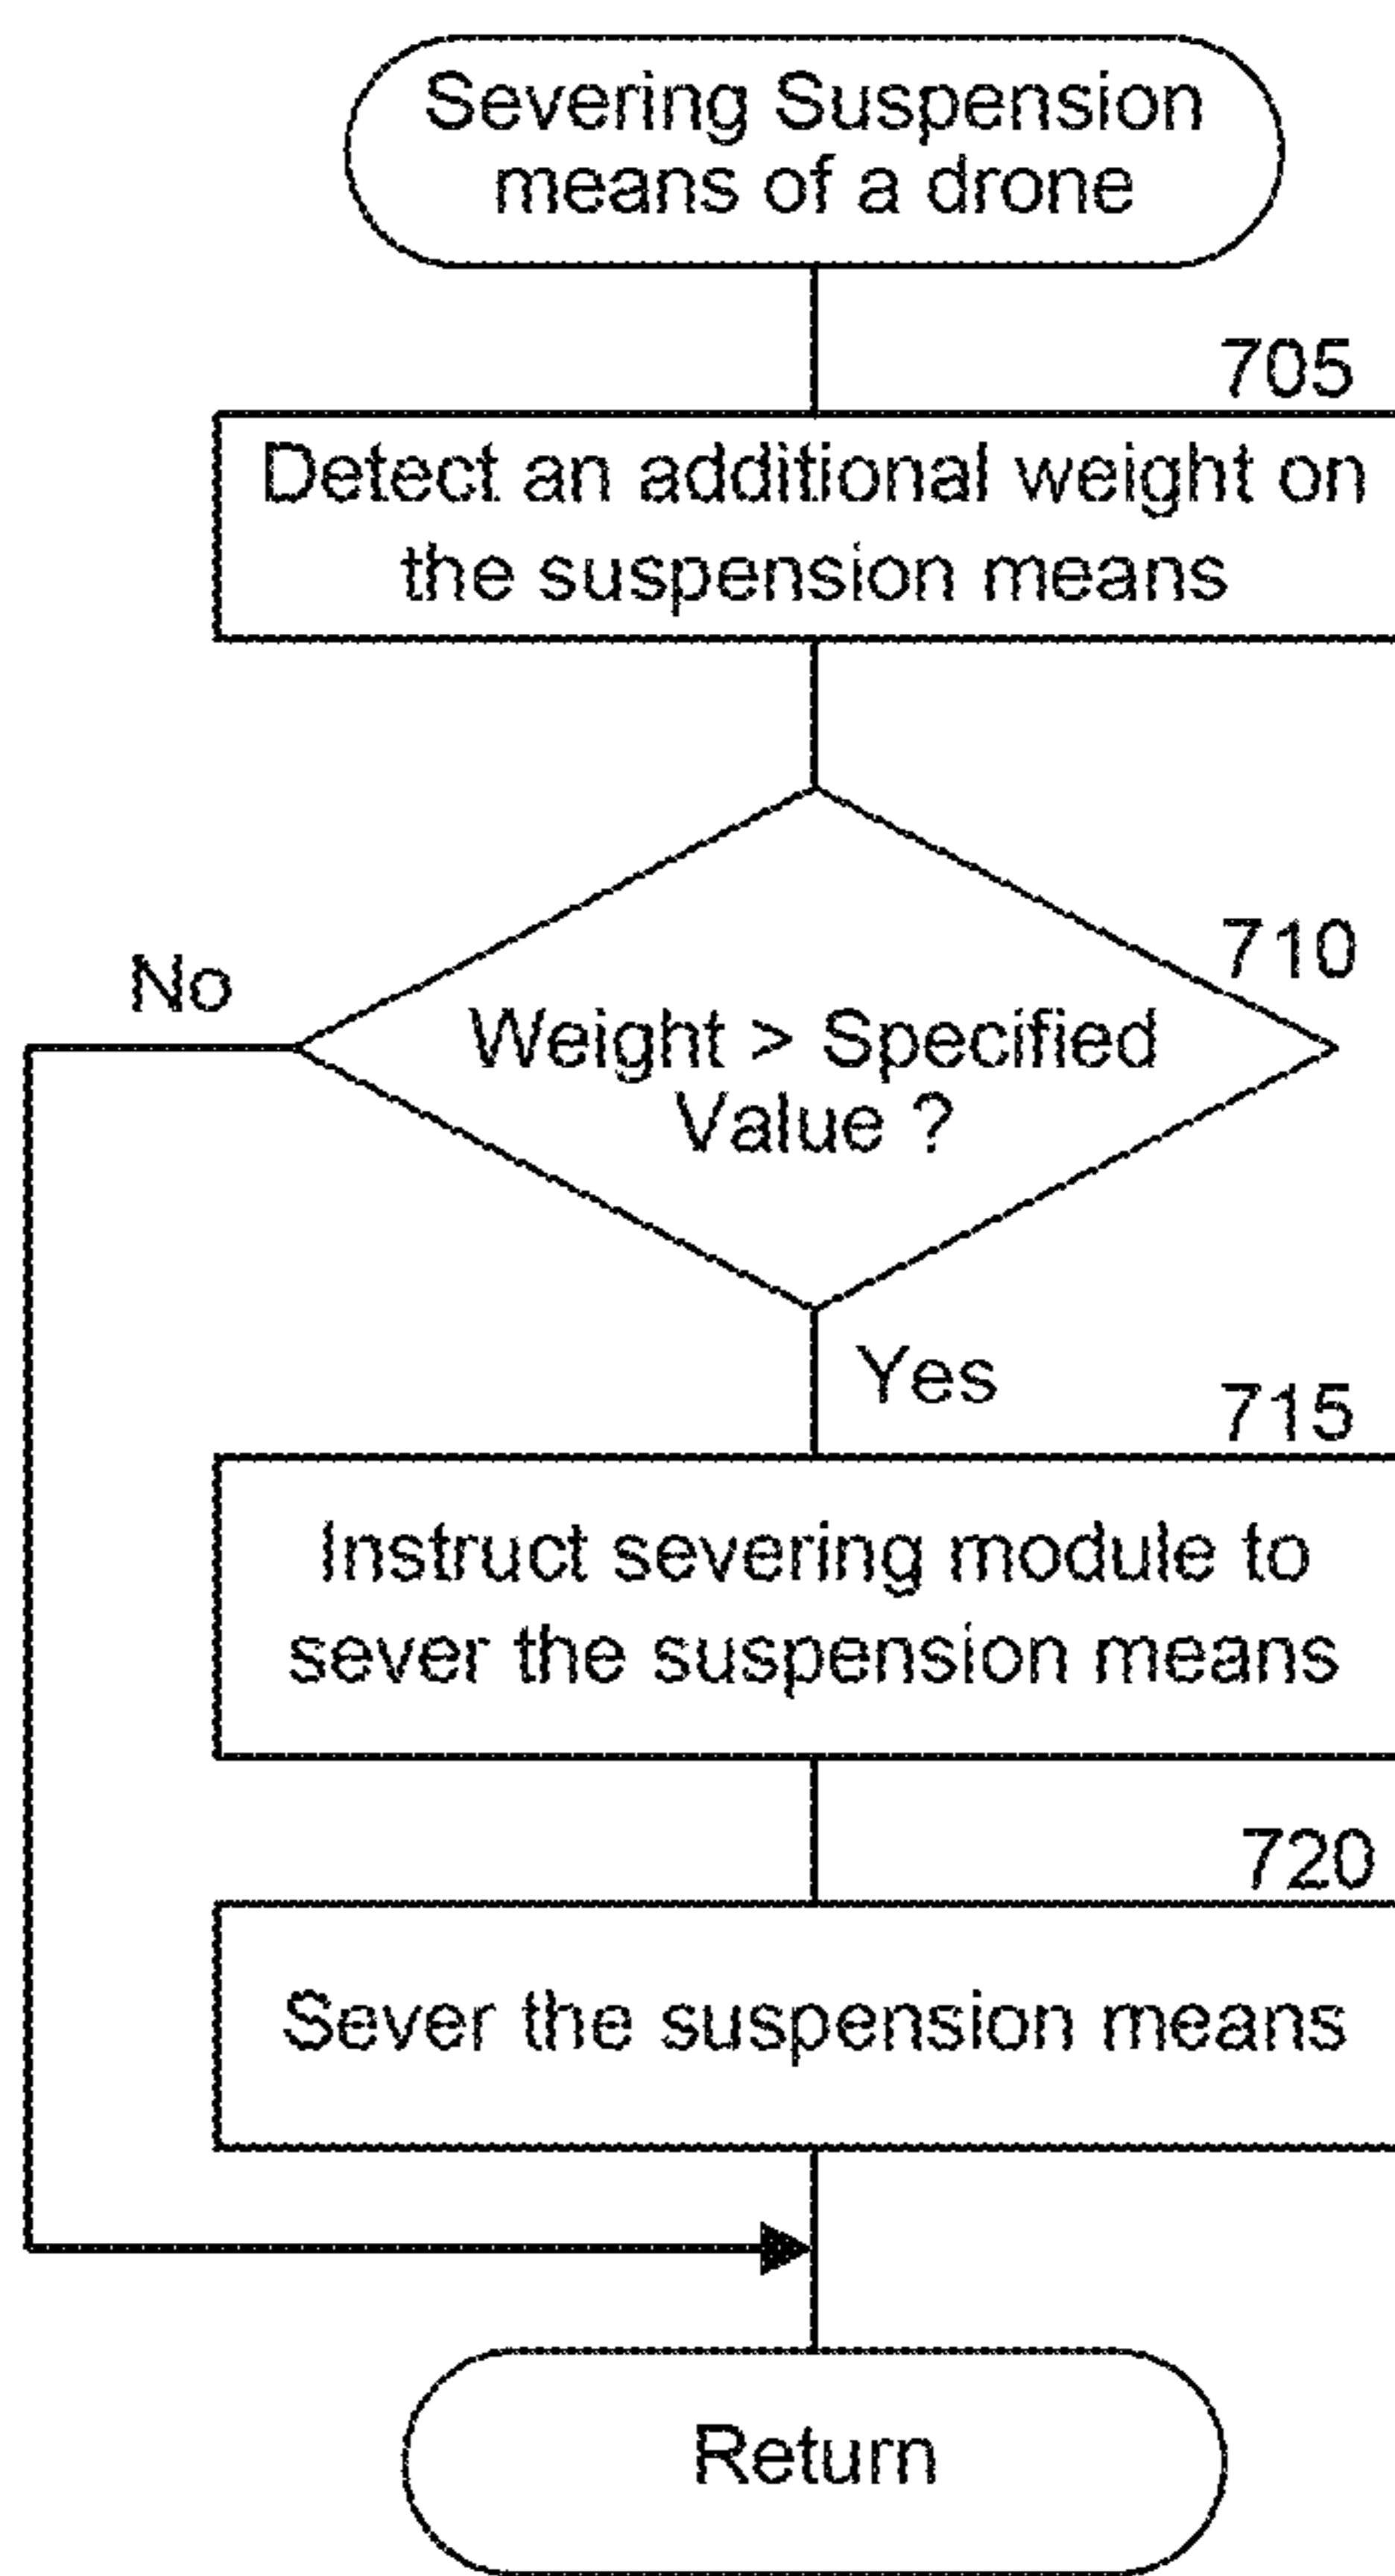 Severing Suspension
means of a drone
705
Detect an additional weight on
the suspension means
710
No
Weight > Specified
Value ?
Yes
715
Instruct severing module to
sever the suspension means
720
Sever the suspension means
Return